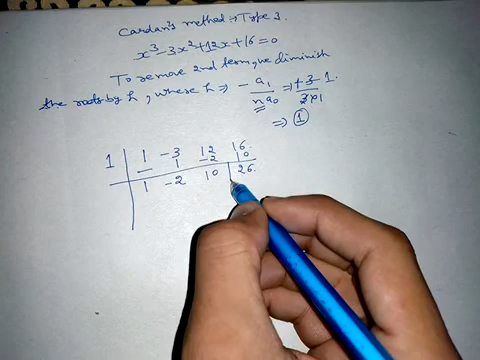 Cardan's method :- Type 3.
x³-3x²+12x+16=0
To remove 2nd term, we diminish
the roots by h, where h ⇒ - a₁/na₀ ⇒ +3/3×1 - 1.
⇒ 1
1 | 1 -3 12 16.
- 1 -2 10
1 -2 10 | 26.